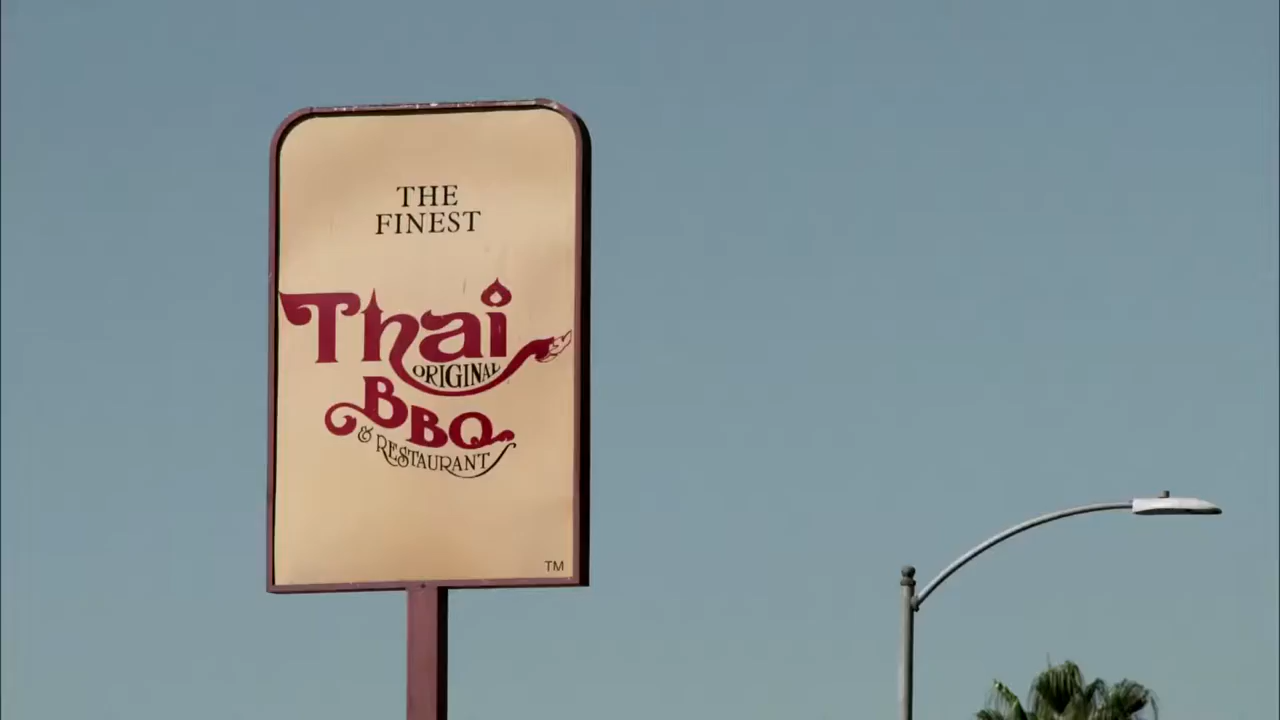 THE
FINEST
Thai
ORIGINAL
BBQ
& RESTAURANT
TM